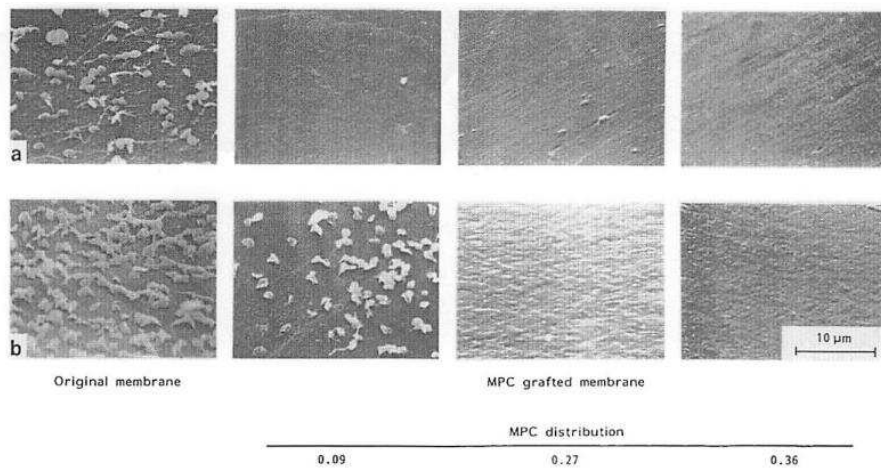 a
b
10 µm
Original membrane
MPC grafted membrane
MPC distribution
0.09
0.27
0.36